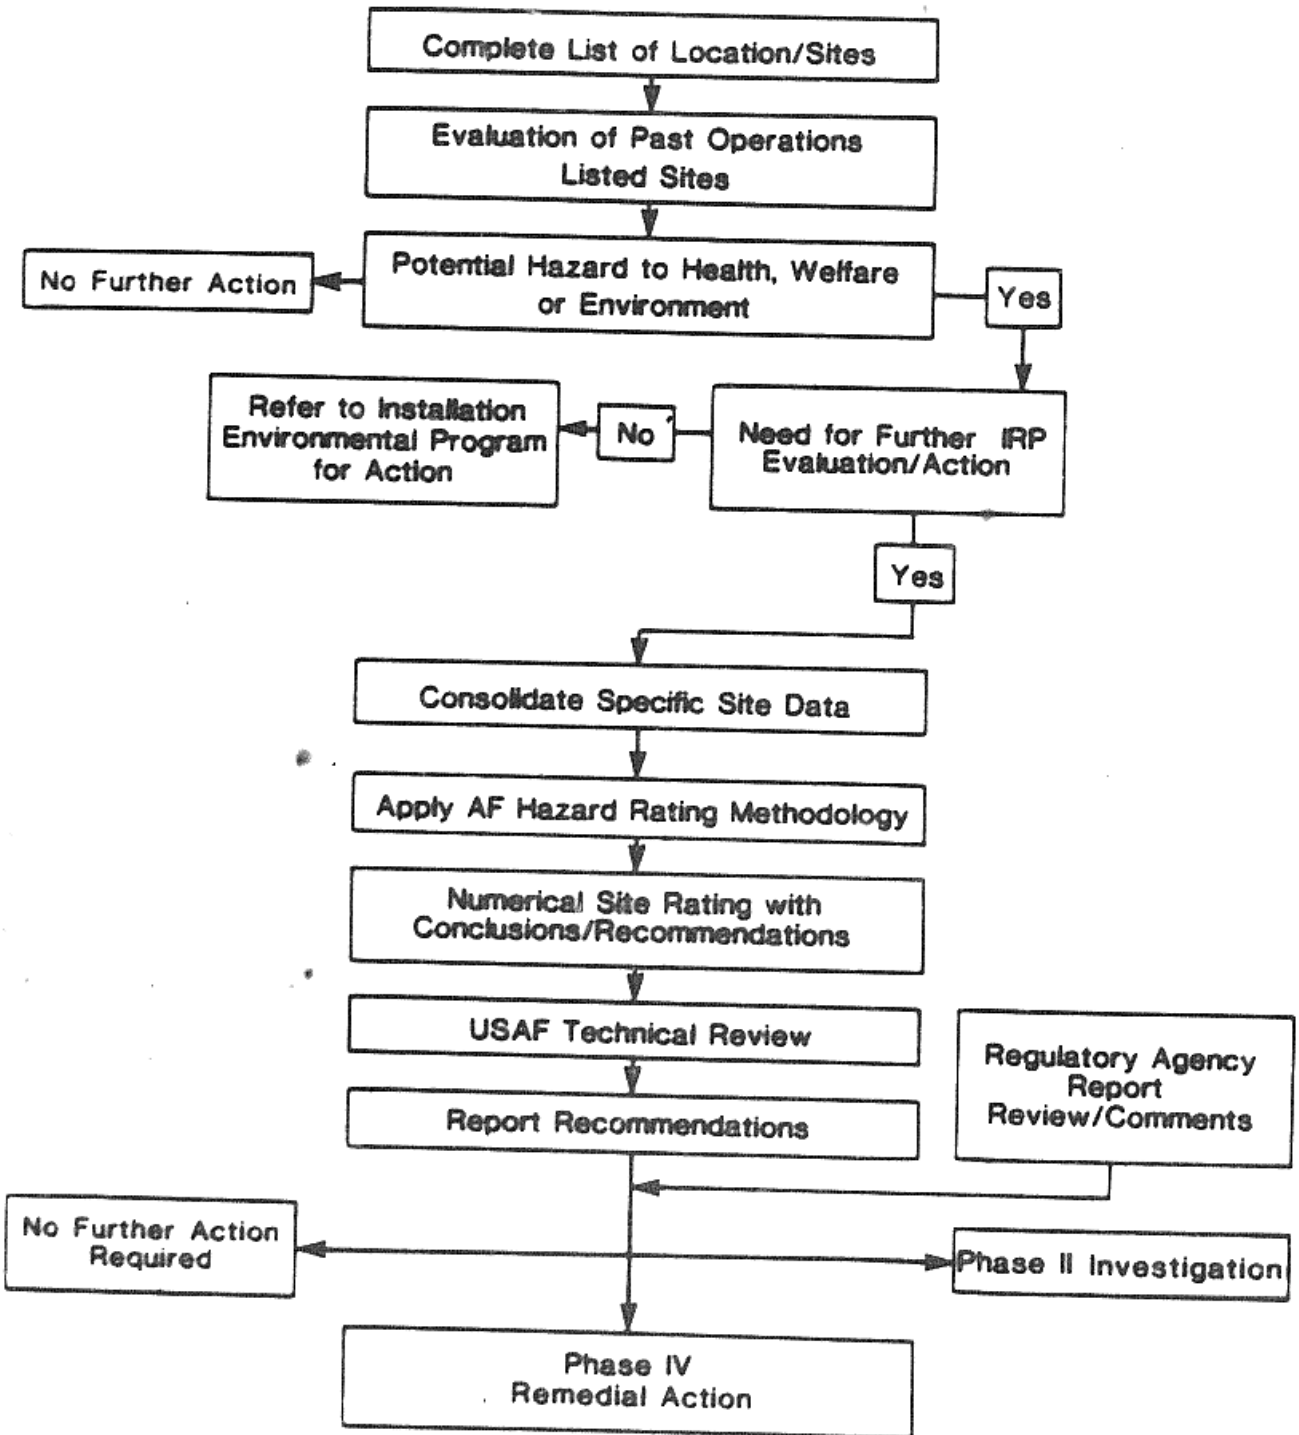 Complete List of Location/Sites
Evaluation of Past Operations
Listed Sites
No Further Action
Potential Hazard to Health, Welfare
or Environment
Yes
Refer to Installation
Environmental Program
for Action
No
Need for Further IRP
Evaluation/Action
Yes
Consolidate Specific Site Data
Apply AF Hazard Rating Methodology
Numerical Site Rating with
Conclusions/Recommendations
USAF Technical Review
Regulatory Agency
Report
Review/Comments
Report Recommendations
No Further Action
Required
Phase II Investigation
Phase IV
Remedial Action